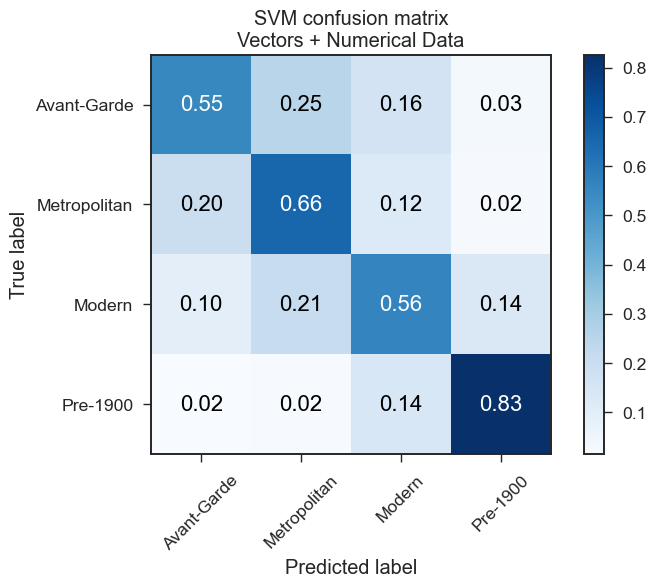 SVM confusion matrix
Vectors + Numerical Data
Avant-Garde 0.55 0.25 0.16 0.03
Metropolitan 0.20 0.66 0.12 0.02
Modern 0.10 0.21 0.56 0.14
Pre-1900 0.02 0.02 0.14 0.83
True label
Avant-Garde Metropolitan Modern Pre-1900
Predicted label
0.8
0.7
0.6
0.5
0.4
0.3
0.2
0.1